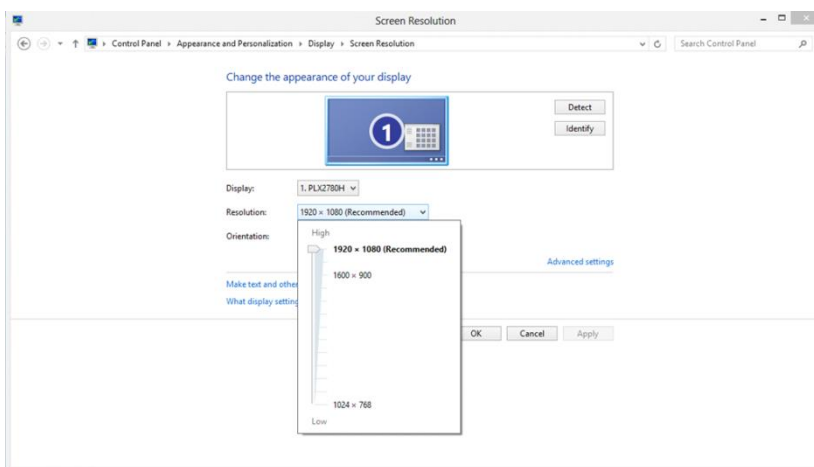 Screen Resolution
Control Panel Appearance and Personalization Display Screen Resolution
Search Control Panel
Change the appearance of your display
1
Detect
Identify
Display: 1. PLX2780H
Resolution: 1920 × 1080 (Recommended)
Orientation:
High
1920 × 1080 (Recommended)
1600 × 900
1024 × 768
Low
Advanced settings
Make text and other
What display setting
OK Cancel Apply